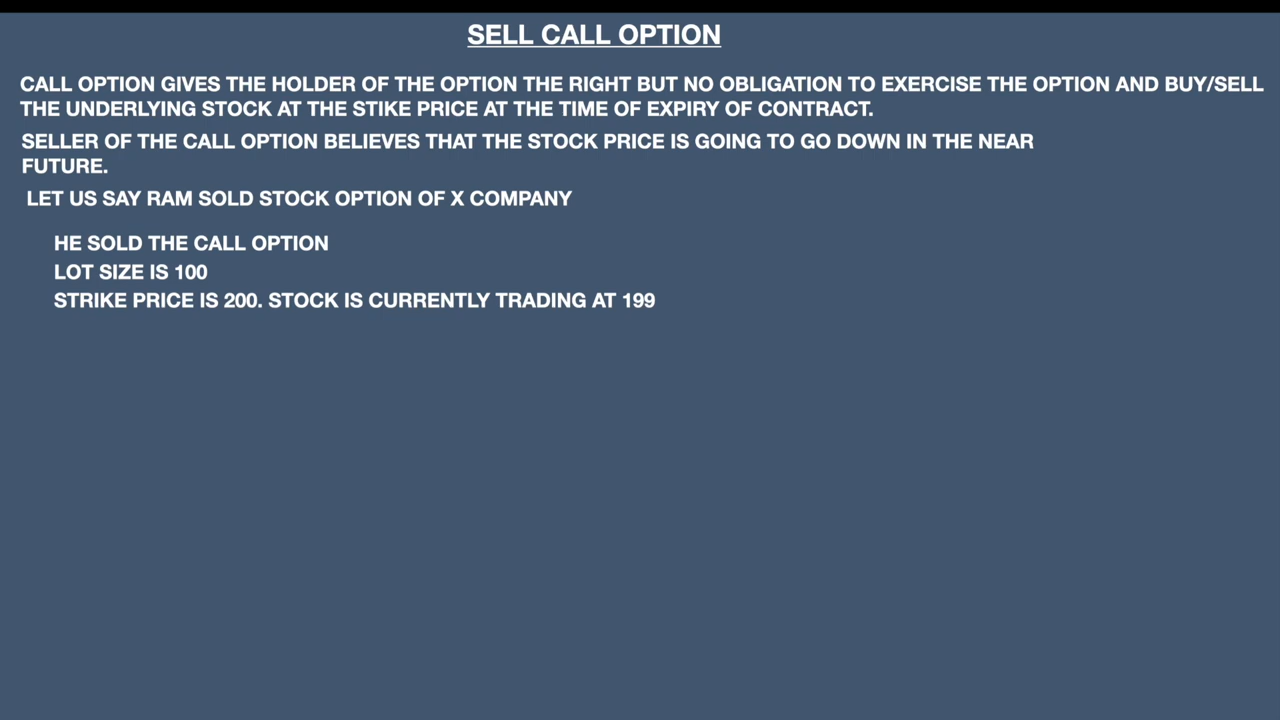 SELL CALL OPTION
CALL OPTION GIVES THE HOLDER OF THE OPTION THE RIGHT BUT NO OBLIGATION TO EXERCISE THE OPTION AND BUY/SELL
THE UNDERLYING STOCK AT THE STIKE PRICE AT THE TIME OF EXPIRY OF CONTRACT.
SELLER OF THE CALL OPTION BELIEVES THAT THE STOCK PRICE IS GOING TO GO DOWN IN THE NEAR
FUTURE.
LET US SAY RAM SOLD STOCK OPTION OF X COMPANY
HE SOLD THE CALL OPTION
LOT SIZE IS 100
STRIKE PRICE IS 200. STOCK IS CURRENTLY TRADING AT 199